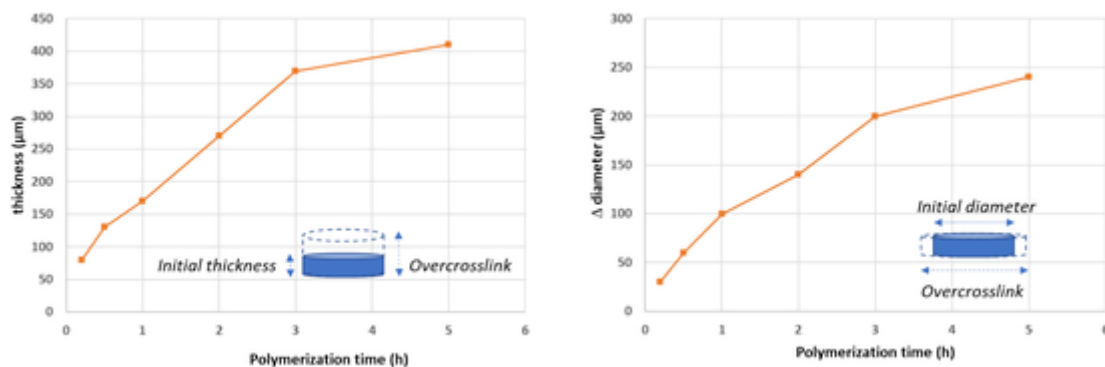 450
400
350
300
250
200
150
100
50
0
thickness (µm)
Initial thickness
Overcrosslink
0 1 2 3 4 5 6
Polymerization time (h)
300
250
200
150
100
50
0
Δ diameter (µm)
Initial diameter
Overcrosslink
0 1 2 3 4 5 6
Polymerization time (h)